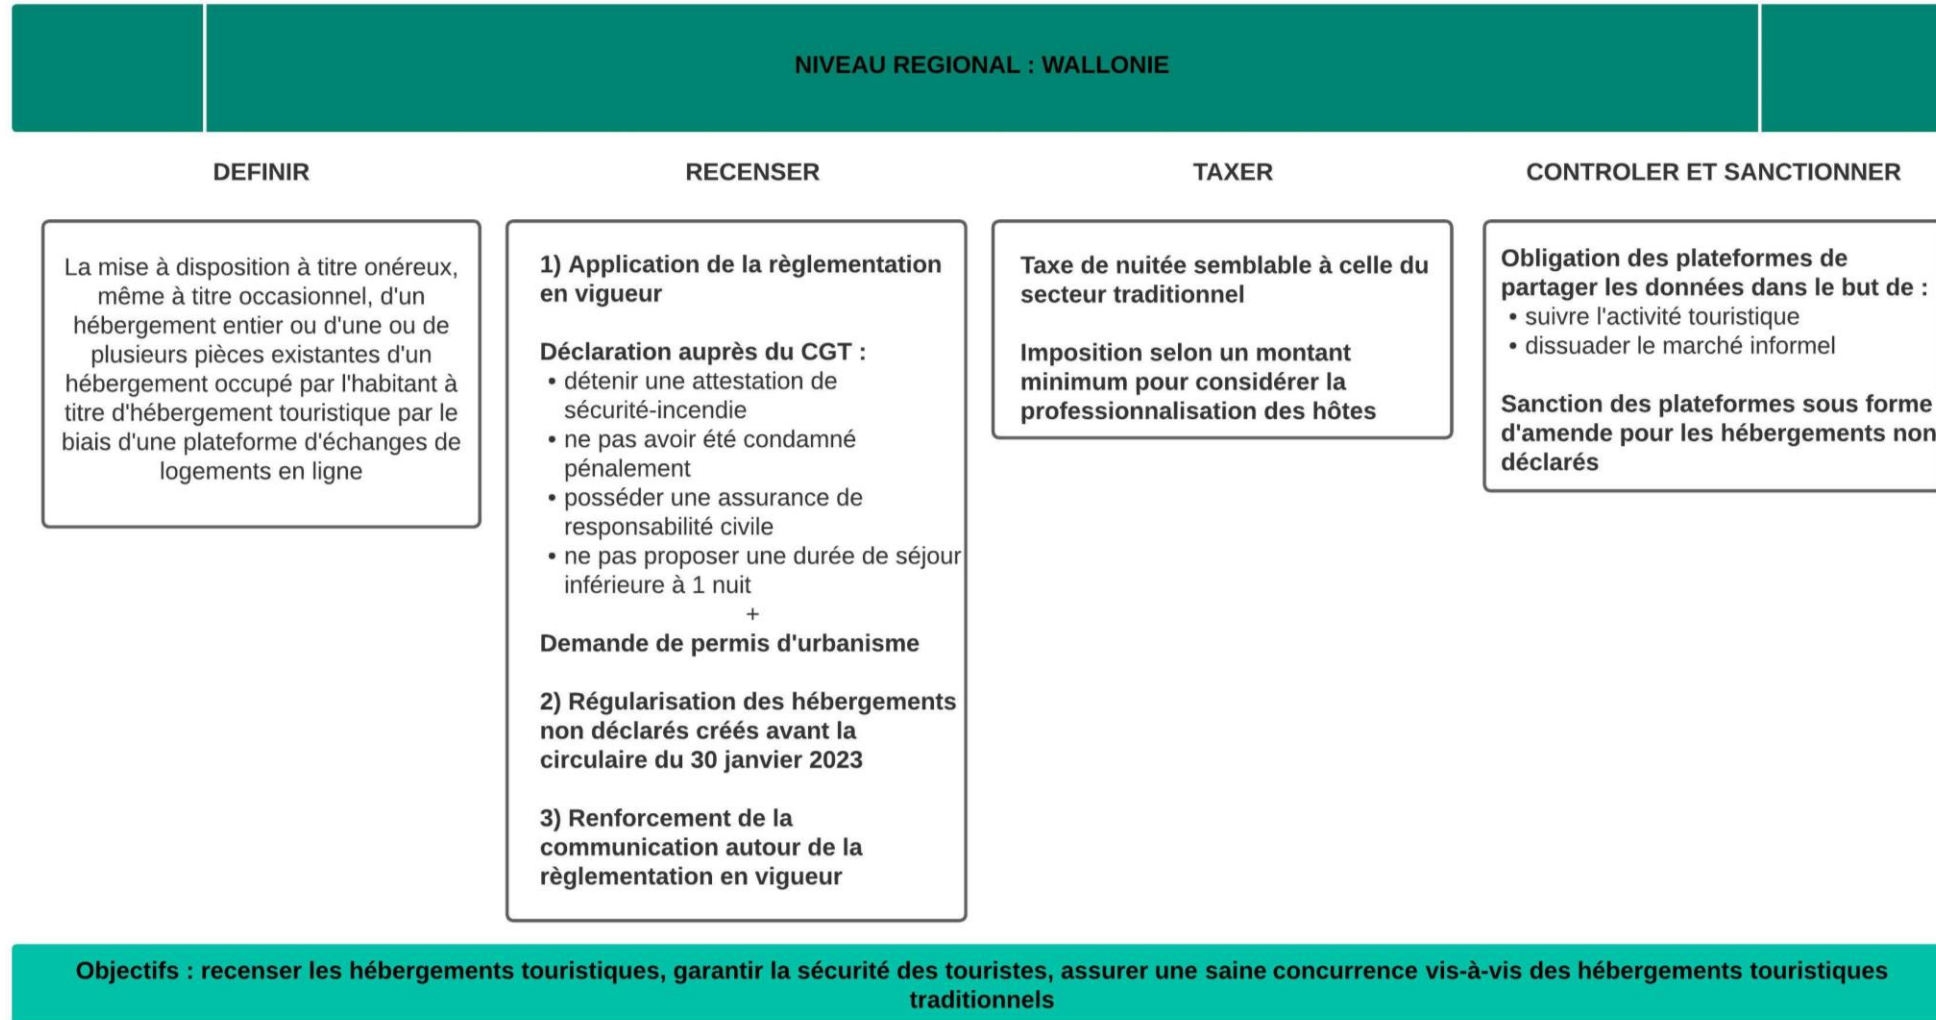 NIVEAU REGIONAL : WALLONIE
DEFINIR
La mise à disposition à titre onéreux,
même à titre occasionnel, d'un
hébergement entier ou d'une ou de
plusieurs pièces existantes d'un
hébergement occupé par l'habitant à
titre d'hébergement touristique par le
biais d'une plateforme d'échanges de
logements en ligne
RECENSER
1) Application de la règlementation
en vigueur
Déclaration auprès du CGT :
• détenir une attestation de
sécurité-incendie
• ne pas avoir été condamné
pénalement
• posséder une assurance de
responsabilité civile
• ne pas proposer une durée de séjour
inférieure à 1 nuit
+
Demande de permis d'urbanisme
2) Régularisation des hébergements
non déclarés créés avant la
circulaire du 30 janvier 2023
3) Renforcement de la
communication autour de la
règlementation en vigueur
TAXER
Taxe de nuitée semblable à celle du
secteur traditionnel
Imposition selon un montant
minimum pour considérer la
professionnalisation des hôtes
CONTROLER ET SANCTIONNER
Obligation des plateformes de
partager les données dans le but de :
• suivre l'activité touristique
• dissuader le marché informel
Sanction des plateformes sous forme
d'amende pour les hébergements non
déclarés
Objectifs : recenser les hébergements touristiques, garantir la sécurité des touristes, assurer une saine concurrence vis-à-vis des hébergements touristiques
traditionnels